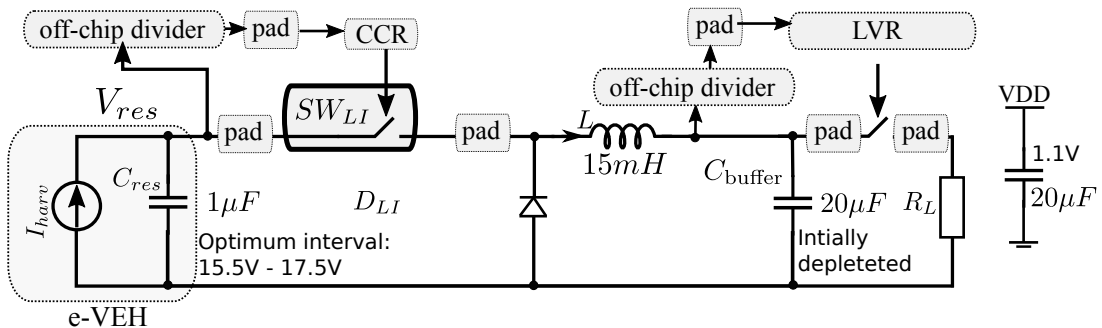 off-chip divider
pad
CCR
pad
LVR
off-chip divider
V_res
pad
SW_LI
pad
L
15mH
pad
pad
VDD
1.1V
20μF
I_harv
C_res
1μF
D_LI
C_buffer
20μF
R_L
Optimum interval:
15.5V - 17.5V
Intially
depleteted
e-VEH